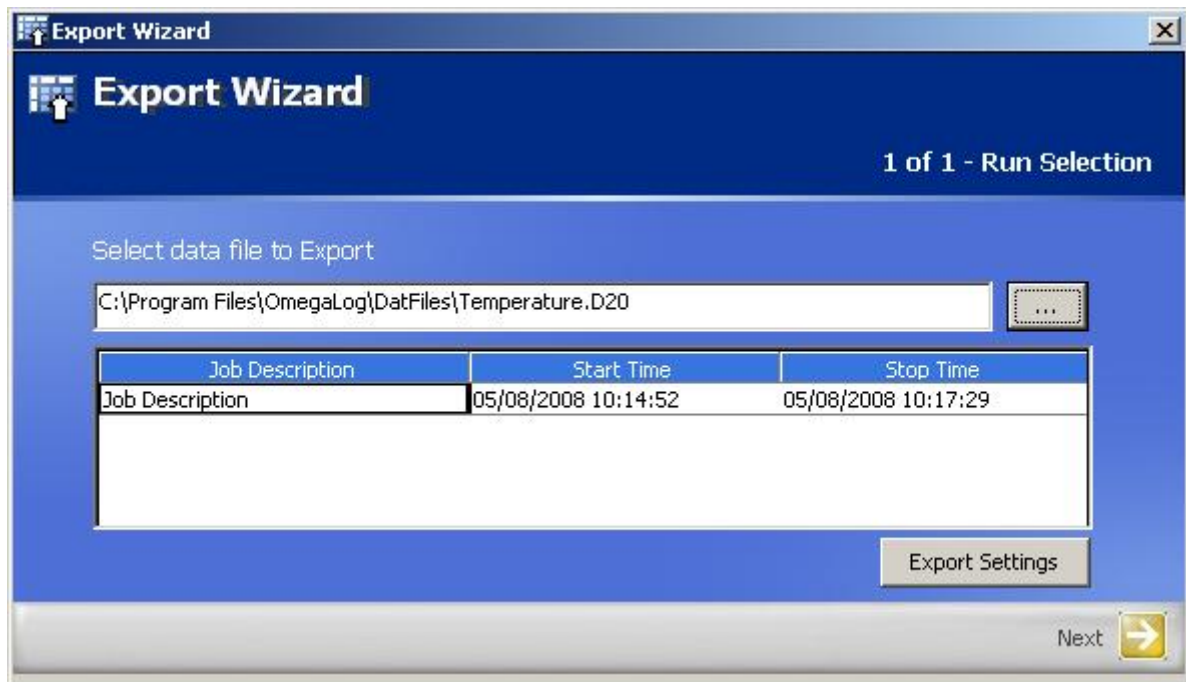 Export Wizard
Export Wizard
1 of 1 - Run Selection
Select data file to Export
C:\Program Files\OmegaLog\DatFiles\Temperature.D20
...
Job Description Start Time Stop Time
Job Description 05/08/2008 10:14:52 05/08/2008 10:17:29
Export Settings
Next